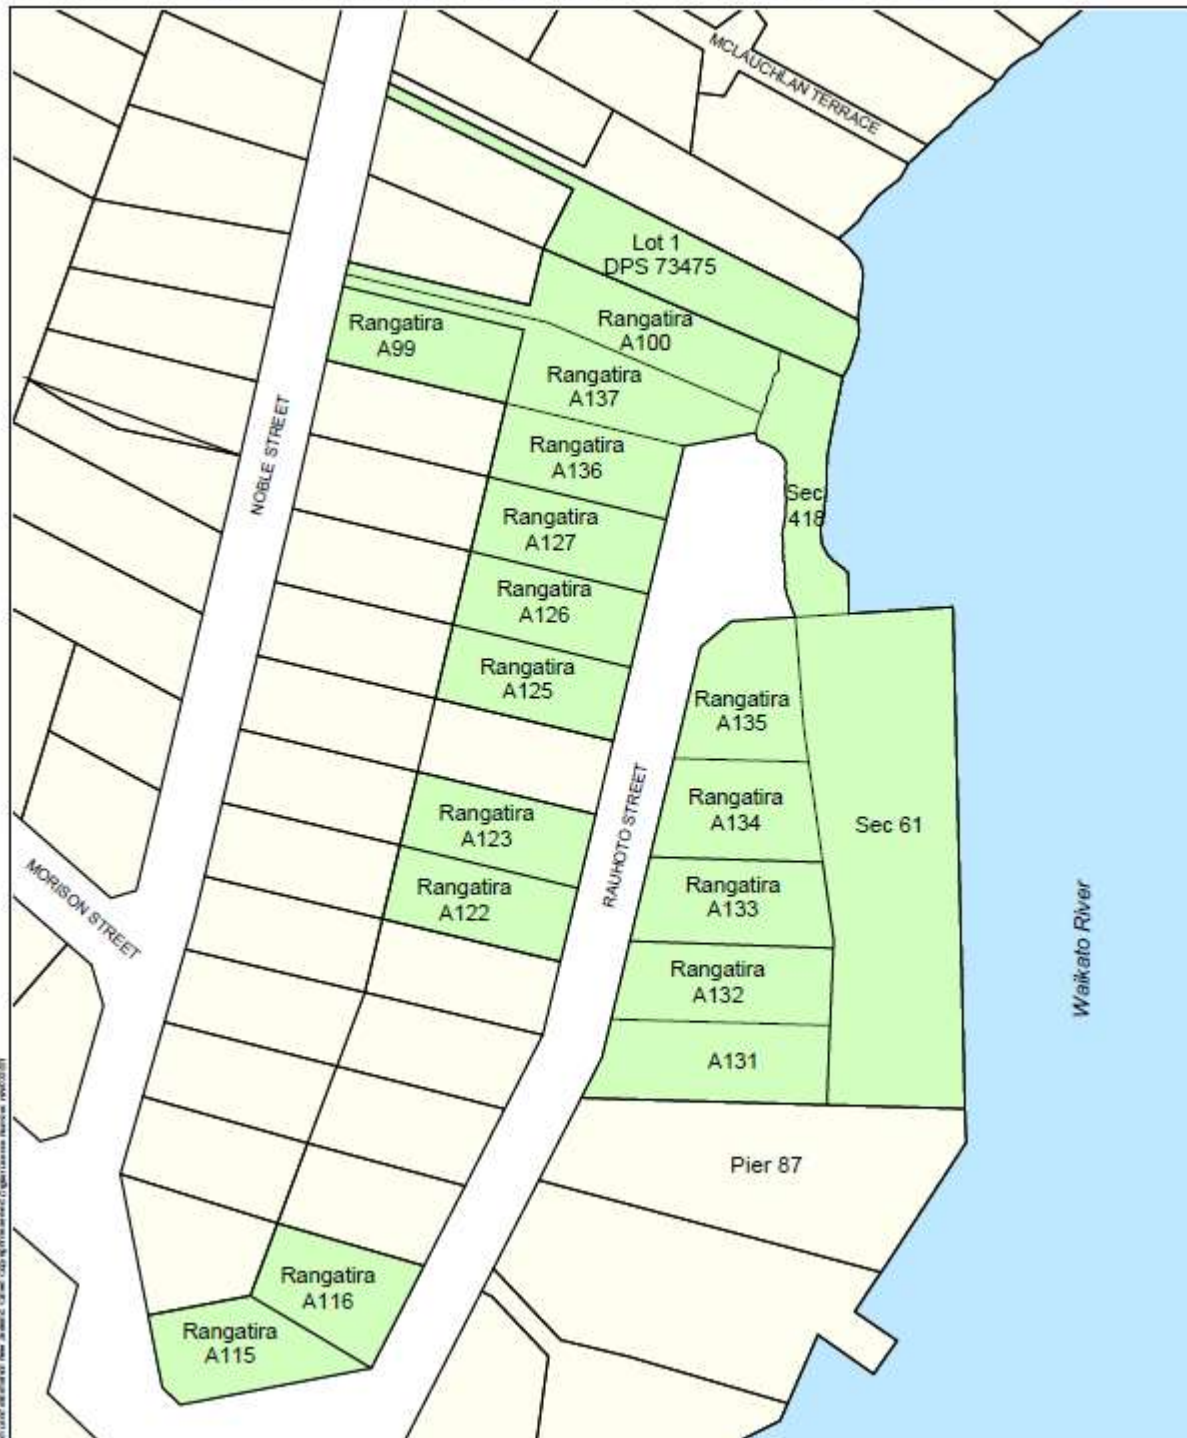 MCLAUCHLAN TERRACE
Lot 1
DPS 73475
Rangatira
A100
Rangatira
A99
Rangatira
A137
NOBLE STREET
Rangatira
A136
Sec
418
Rangatira
A127
Rangatira
A126
Rangatira
A125
Rangatira
A135
RAUHOTO STREET
Rangatira
A134
Sec 61
Rangatira
A123
Rangatira
A122
Rangatira
A133
MORISON STREET
Waikato River
Rangatira
A132
A131
Pier 87
Rangatira
A116
Rangatira
A115